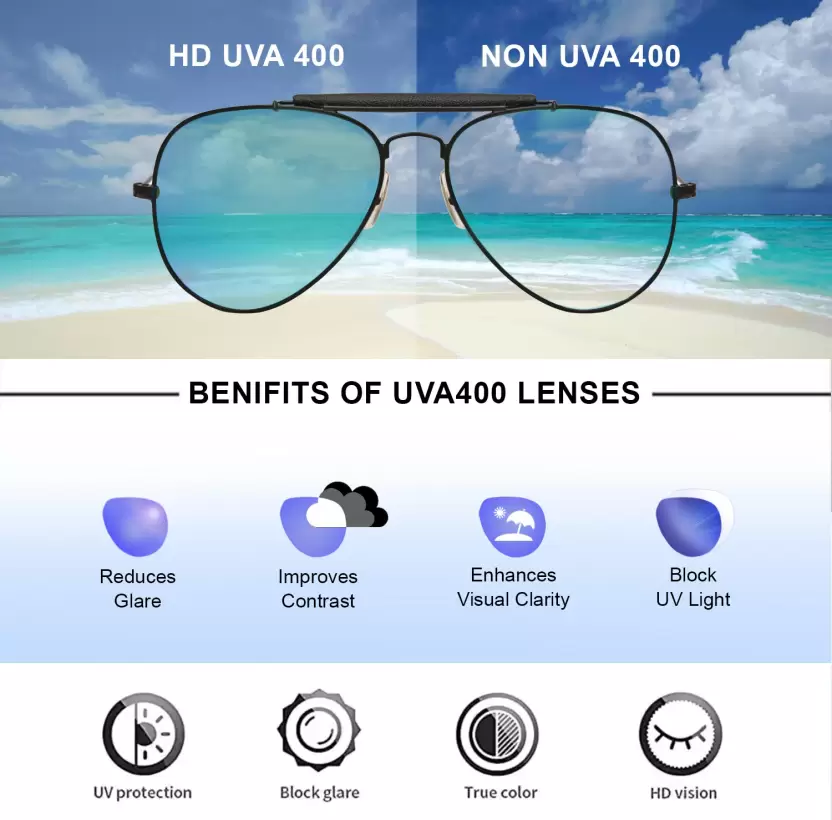 HD UVA 400
NON UVA 400
BENIFITS OF UVA400 LENSES
Reduces
Glare
Improves
Contrast
Enhances
Visual Clarity
Block
UV Light
UV protection
Block glare
True color
HD vision